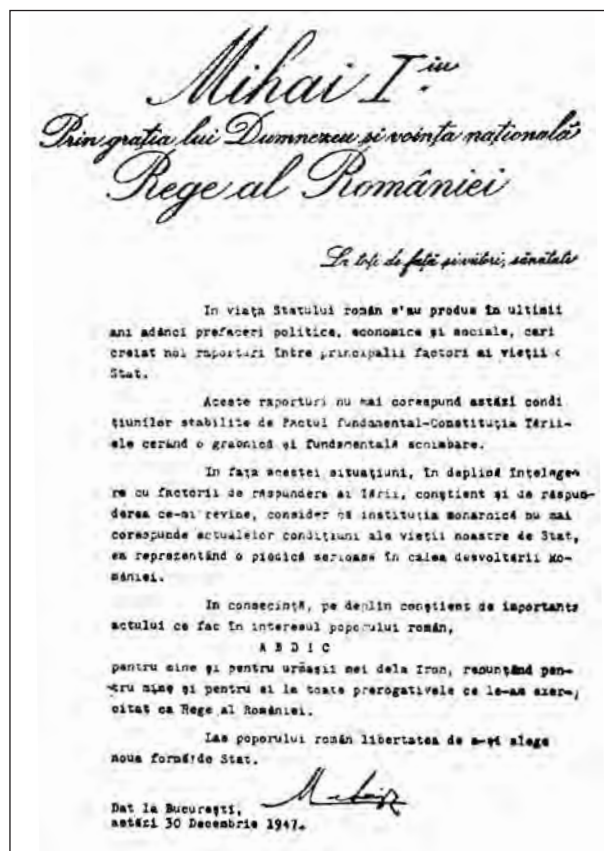 Mihai I iu
Prin grația lui Dumnezeu și voința națională
Rege al României
La toți de față și viitori, sănătate
In viața Statului român s'au produs în ultimii
ani adânci prefaceri politice, economice și sociale, cari
creiat noi raporturi între principalii factori ai vieții
Stat.
Aceste raporturi nu mai corespund astăzi condi
țiunilor stabilite de Pactul fundamental-Constituția Țării-
ele cerând o grabnică și fundamentală schimbare.
In fața acestei situațiuni, în deplină înțelege=
re cu factorii de răspundere ai Țării, conștient și de răspun=
derea ce-mi revine, consider că instituția monarhică nu mai
corespunde actualelor condițiuni ale vieții noastre de Stat,
ea reprezentând o piedică serioasă în calea desvoltării Ro-
mâniei.
In consecință, pe deplin conștient de importanța
actului ce fac în interesul poporului român,
A B D I C
pentru mine și pentru urmașii mei dela Tron, renunțând pen-
tru mine și pentru ei la toate prerogativele ce le-am exer-
citat ca Rege al României.
Las poporului român libertatea de a-și alege
noua formă de Stat.
Mihai R
Dat la București,
astăzi 30 Decembrie 1947.